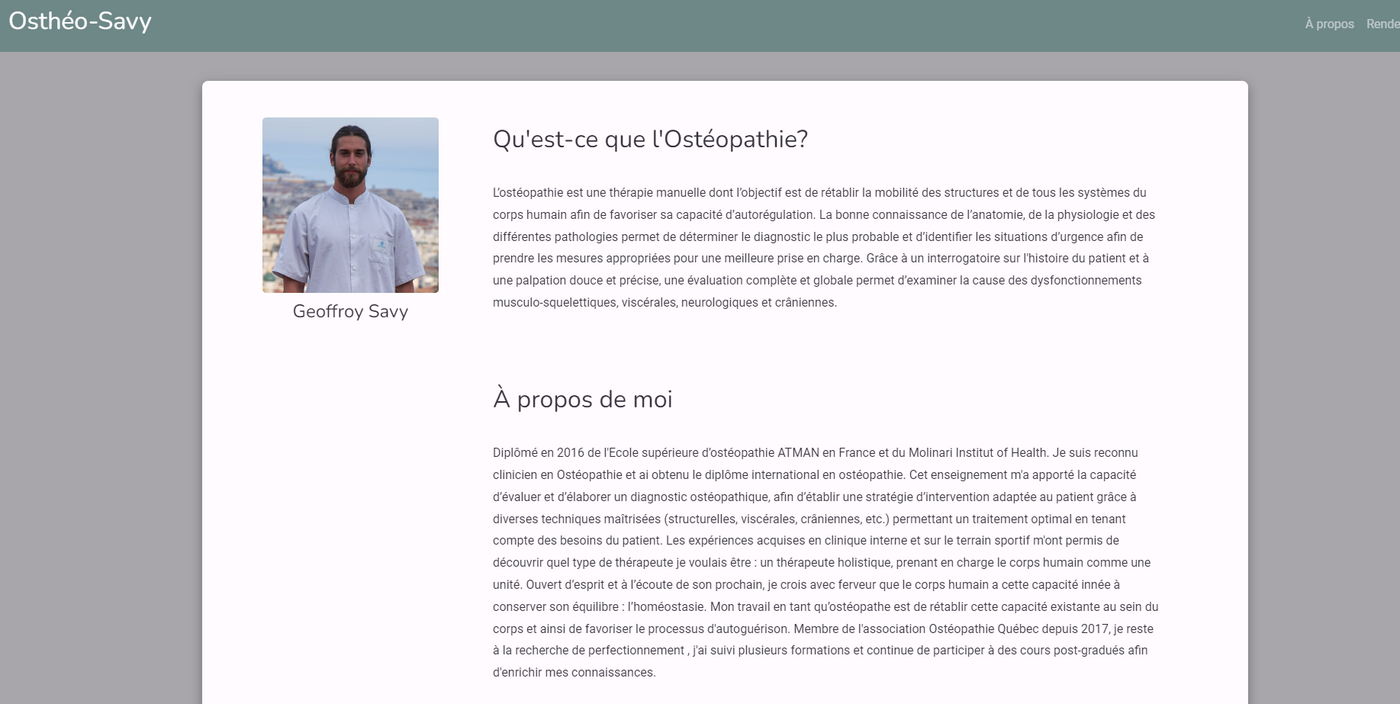 Osthéo-Savy
À propos
Geoffroy Savy
Qu'est-ce que l'Ostéopathie?
L’ostéopathie est une thérapie manuelle dont l’objectif est de rétablir la mobilité des structures et de tous les systèmes du
corps humain afin de favoriser sa capacité d’autorégulation. La bonne connaissance de l’anatomie, de la physiologie et des
différentes pathologies permet de déterminer le diagnostic le plus probable et d’identifier les situations d’urgence afin de
prendre les mesures appropriées pour une meilleure prise en charge. Grâce à un interrogatoire sur l'histoire du patient et à
une palpation douce et précise, une évaluation complète et globale permet d’examiner la cause des dysfonctionnements
musculo-squelettiques, viscérales, neurologiques et crâniennes.
À propos de moi
Diplômé en 2016 de l'Ecole supérieure d’ostéopathie ATMAN en France et du Molinari Institut of Health. Je suis reconnu
clinicien en Ostéopathie et ai obtenu le diplôme international en ostéopathie. Cet enseignement m'a apporté la capacité
d’évaluer et d’élaborer un diagnostic ostéopathique, afin d’établir une stratégie d’intervention adaptée au patient grâce à
diverses techniques maîtrisées (structurelles, viscérales, crâniennes, etc.) permettant un traitement optimal en tenant
compte des besoins du patient. Les expériences acquises en clinique interne et sur le terrain sportif m'ont permis de
découvrir quel type de thérapeute je voulais être : un thérapeute holistique, prenant en charge le corps humain comme une
unité. Ouvert d’esprit et à l’écoute de son prochain, je crois avec ferveur que le corps humain a cette capacité innée à
conserver son équilibre : l’homéostasie. Mon travail en tant qu’ostéopathe est de rétablir cette capacité existante au sein du
corps et ainsi de favoriser le processus d'autoguérison. Membre de l'association Ostéopathie Québec depuis 2017, je reste
à la recherche de perfectionnement , j'ai suivi plusieurs formations et continue de participer à des cours post-gradués afin
d'enrichir mes connaissances.